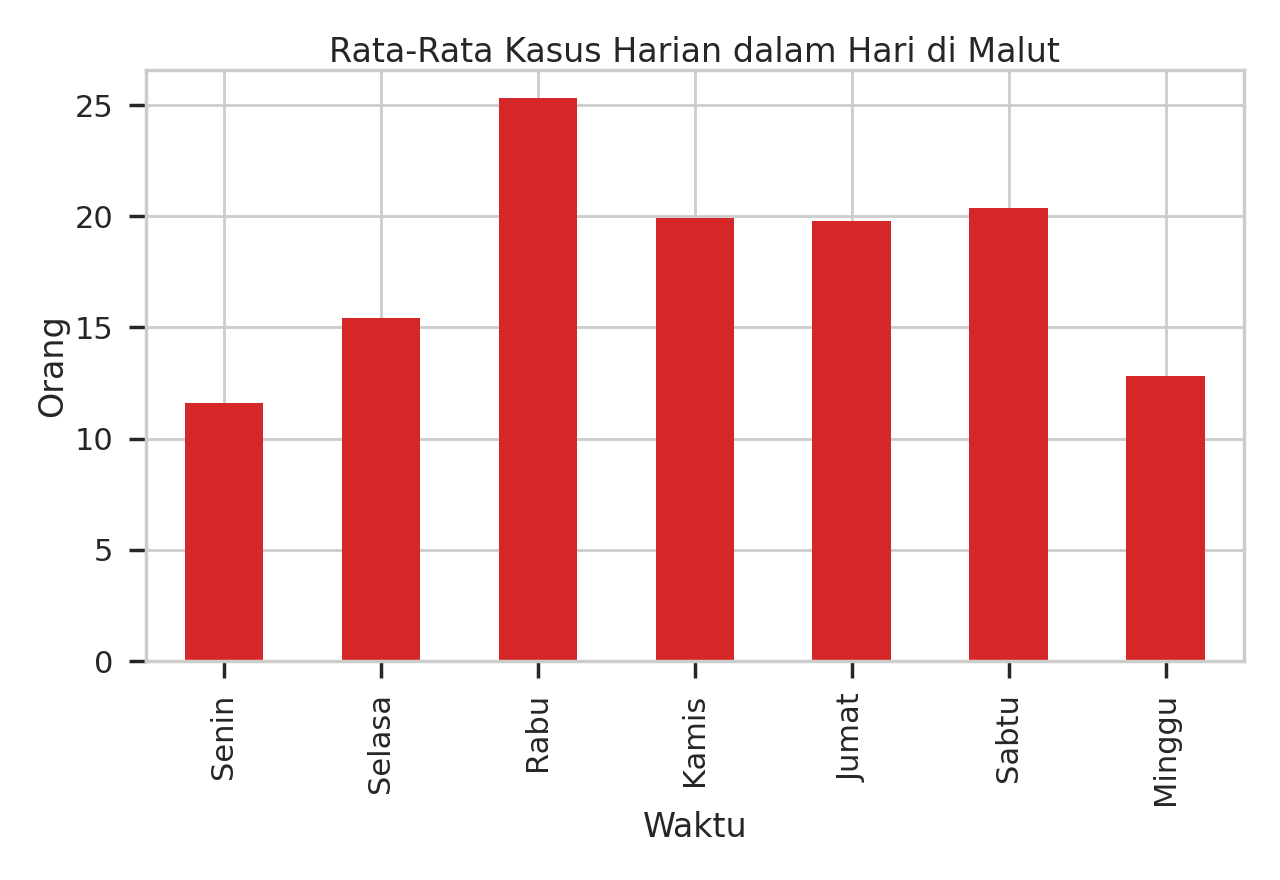 Rata-Rata Kasus Harian dalam Hari di Malut
25
20
15
10
5
0
Orang
Senin
Selasa
Rabu
Kamis
Jumat
Sabtu
Minggu
Waktu